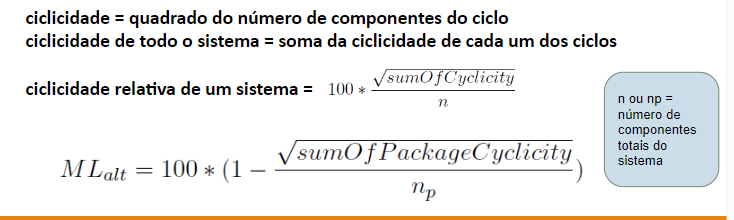 ciclicidade = quadrado do número de componentes do ciclo
ciclicidade de todo o sistema = soma da ciclicidade de cada um dos ciclos
ciclicidade relativa de um sistema = 100 * √sumOfCyclicity / n
n ou np =
número de
componentes
totais do
sistema
ML_alt = 100 * (1 − √sumOfPackageCyclicity / n_p)